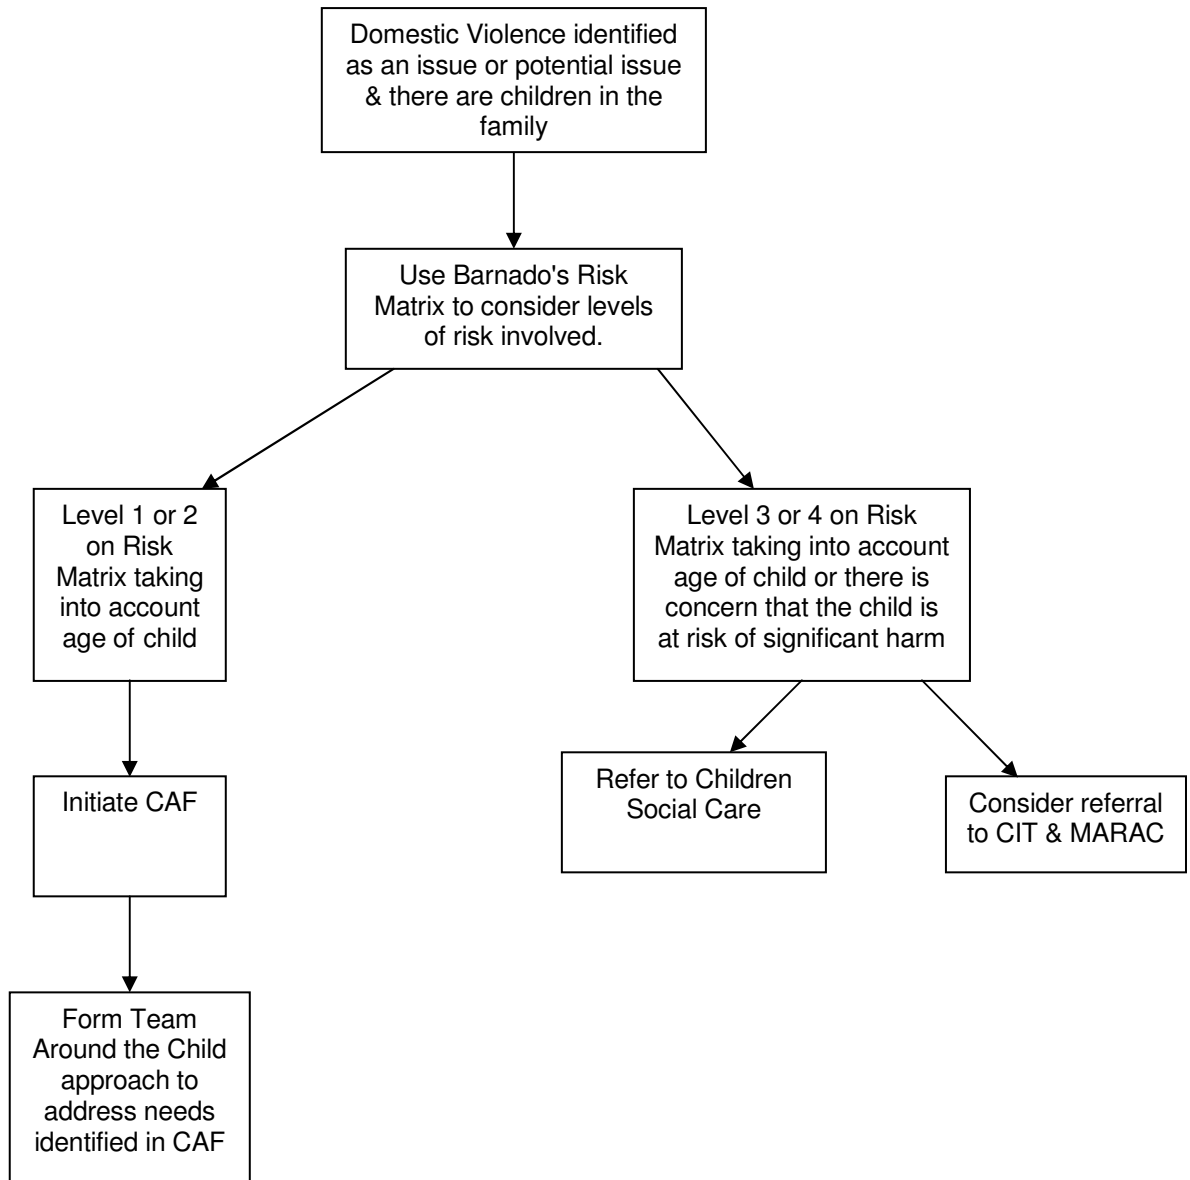 Domestic Violence identified
as an issue or potential issue
& there are children in the
family
Use Barnado's Risk
Matrix to consider levels
of risk involved.
Level 1 or 2
on Risk
Matrix taking
into account
age of child
Level 3 or 4 on Risk
Matrix taking into account
age of child or there is
concern that the child is
at risk of significant harm
Initiate CAF
Refer to Children
Social Care
Consider referral
to CIT & MARAC
Form Team
Around the Child
approach to
address needs
identified in CAF